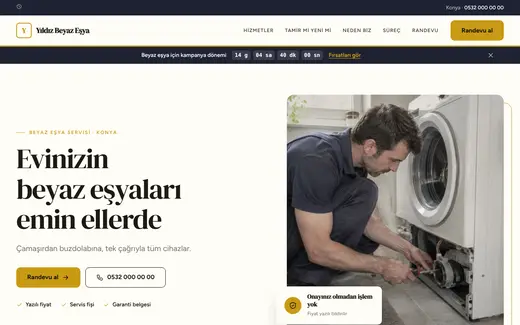 Konya · 0532 000 00 00
Y Yıldız Beyaz Eşya
HİZMETLER TAMİR Mİ YENİ Mİ NEDEN BİZ SÜREÇ RANDEVU Randevu al
Beyaz eşya için kampanya dönemi 14 g 04 sa 40 dk 00 sn Fırsatları gör
BEYAZ EŞYA SERVİSİ · KONYA
Evinizin
beyaz eşyaları
emin ellerde
Çamaşırdan buzdolabına, tek çağrıyla tüm cihazlar.
Randevu al → 0532 000 00 00
Yazılı fiyat Servis fişi Garanti belgesi
Onayınız olmadan işlem
yok
Fiyat yazılı bildirilir